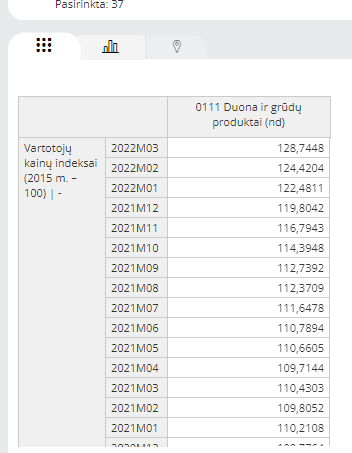 Pasirinkta: 37
0111 Duona ir grūdų
produktai (nd)
Vartotojų
kainų indeksai
(2015 m. –
100) | -
2022M03 128,7448
2022M02 124,4204
2022M01 122,4811
2021M12 119,8042
2021M11 116,7943
2021M10 114,3948
2021M09 112,7392
2021M08 112,3709
2021M07 111,6478
2021M06 110,7894
2021M05 110,6605
2021M04 109,7144
2021M03 110,4303
2021M02 109,8052
2021M01 110,2108